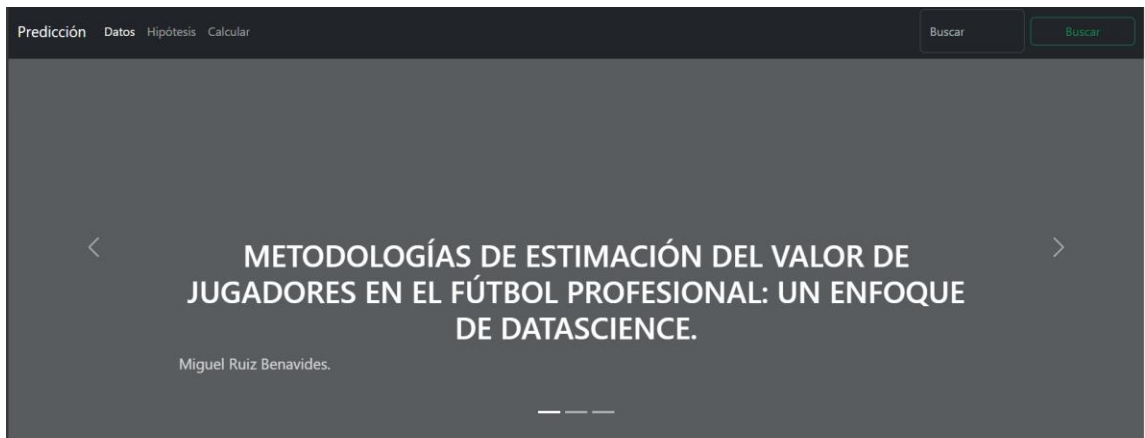 Predicción Datos Hipótesis Calcular Buscar Buscar
METODOLOGÍAS DE ESTIMACIÓN DEL VALOR DE
JUGADORES EN EL FÚTBOL PROFESIONAL: UN ENFOQUE
DE DATASCIENCE.
Miguel Ruiz Benavides.